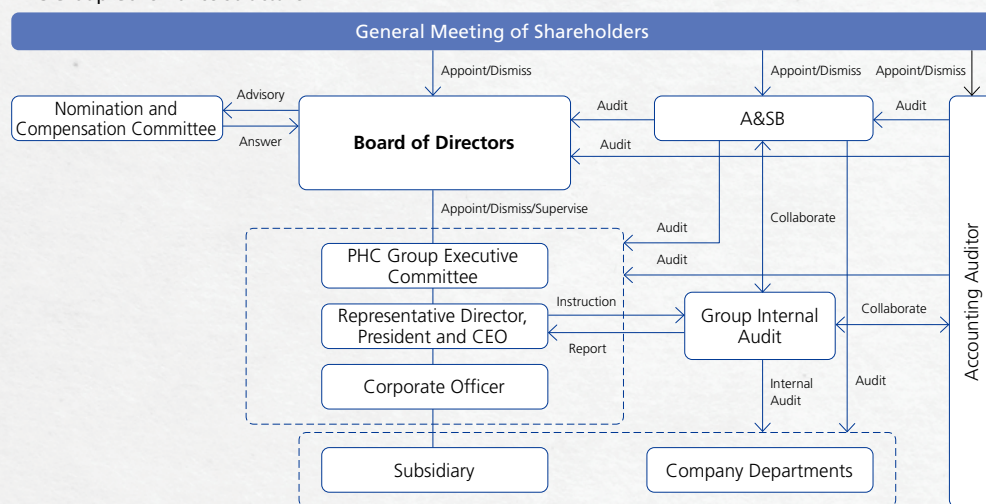 General Meeting of Shareholders
Appoint/Dismiss
Appoint/Dismiss
Appoint/Dismiss
Nomination and
Compensation Committee
Advisory
Answer
Board of Directors
Audit
A&SB
Audit
Audit
Appoint/Dismiss/Supervise
Audit
Collaborate
Audit
PHC Group Executive
Committee
Representative Director,
President and CEO
Instruction
Report
Group Internal
Audit
Collaborate
Accounting Auditor
Corporate Officer
Internal
Audit
Audit
Subsidiary
Company Departments